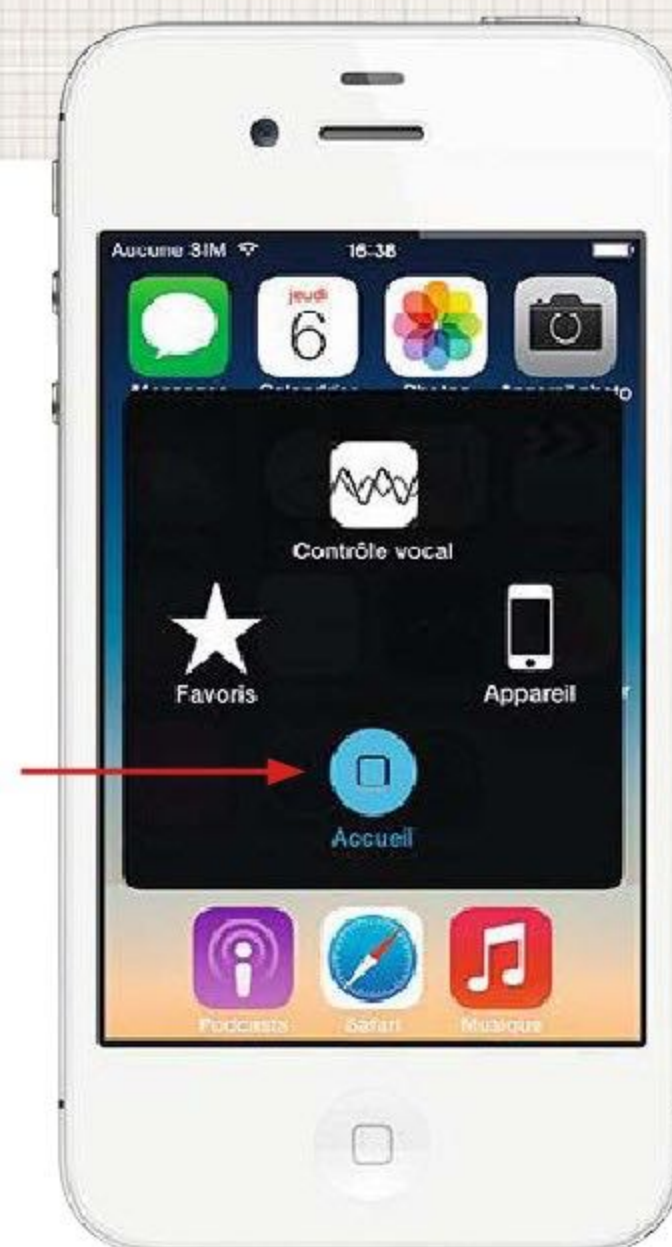 Aucune SIM 16:38
jeudi
6
Contrôle vocal
Favoris
Appareil
Accueil
Podcasts Safari Musique